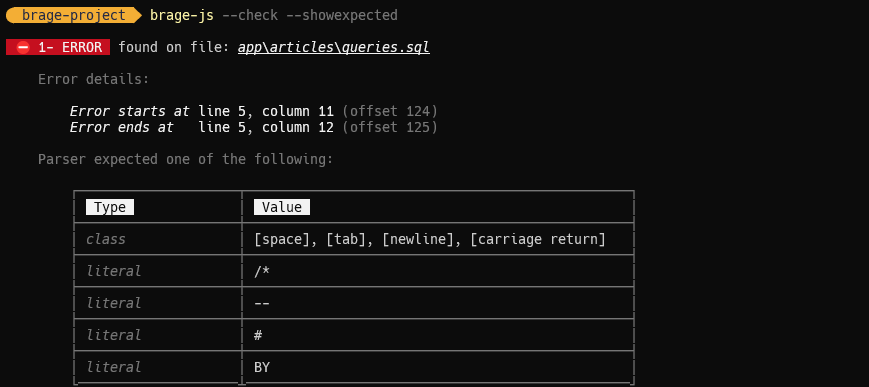 brage-project brage-js --check --showexpected
1- ERROR found on file: app\articles\queries.sql
Error details:
Error starts at line 5, column 11 (offset 124)
Error ends at line 5, column 12 (offset 125)
Parser expected one of the following:
Type Value
class [space], [tab], [newline], [carriage return]
literal /*
literal --
literal #
literal BY